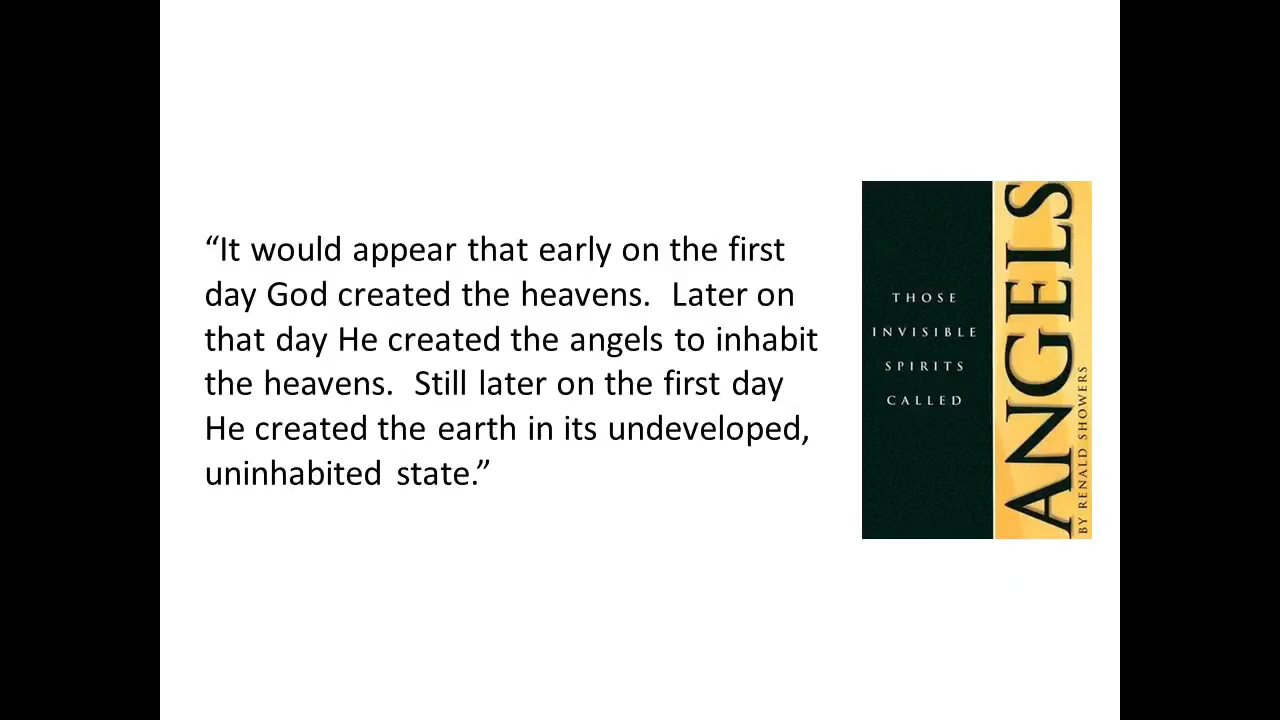 “It would appear that early on the first
day God created the heavens.  Later on
that day He created the angels to inhabit
the heavens.  Still later on the first day
He created the earth in its undeveloped,
uninhabited state.”
THOSE
INVISIBLE
SPIRITS
CALLED
ANGELS
BY RENALD SHOWERS